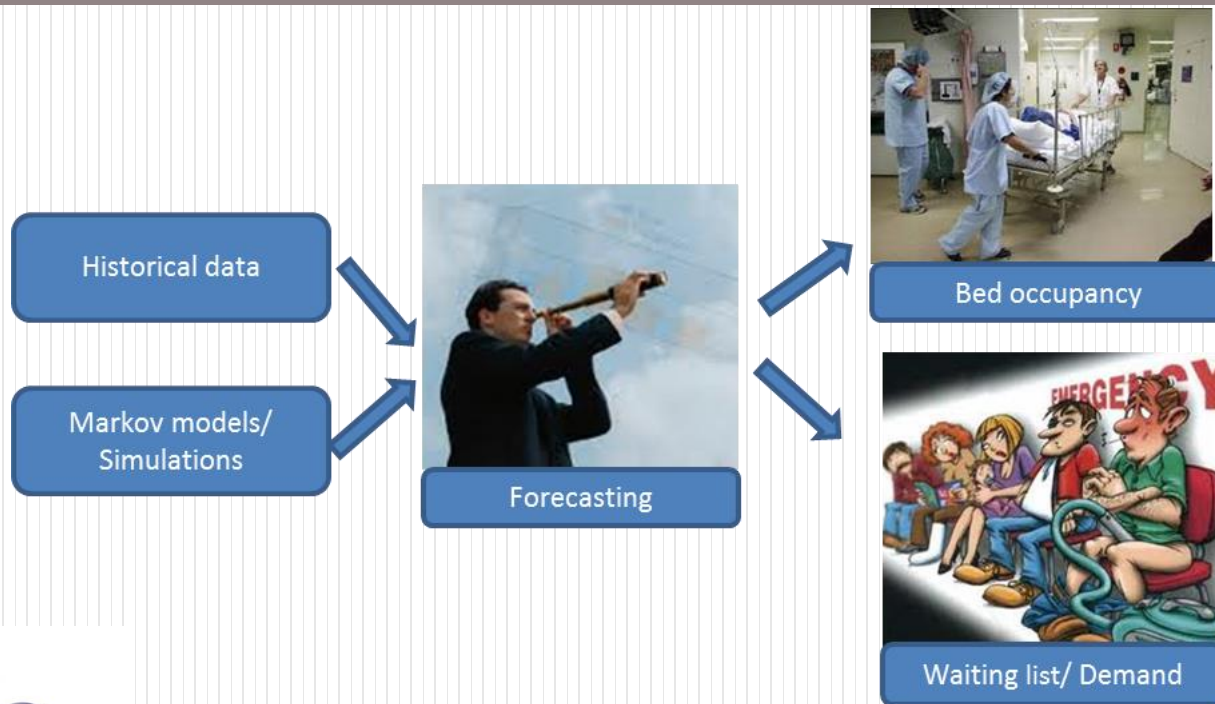 Historical data
Markov models/
Simulations
Forecasting
Bed occupancy
EMERGENCY
Waiting list/ Demand